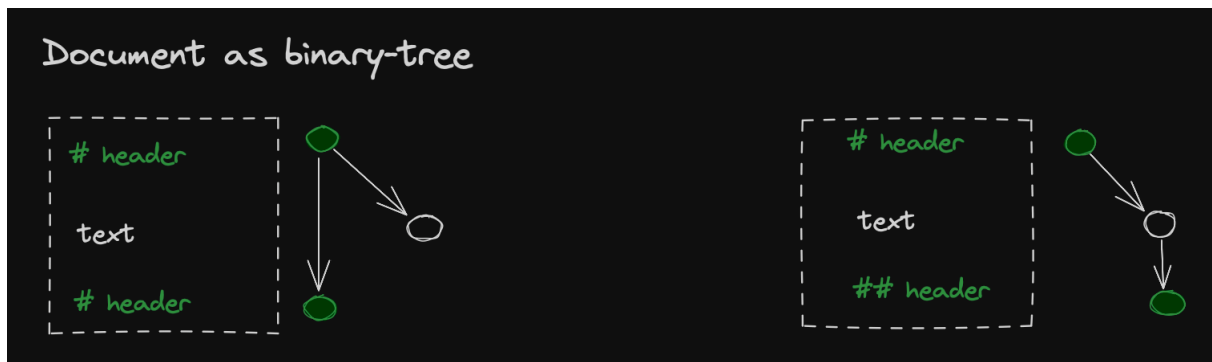 Document as binary-tree
# header
text
# header
# header
text
## header